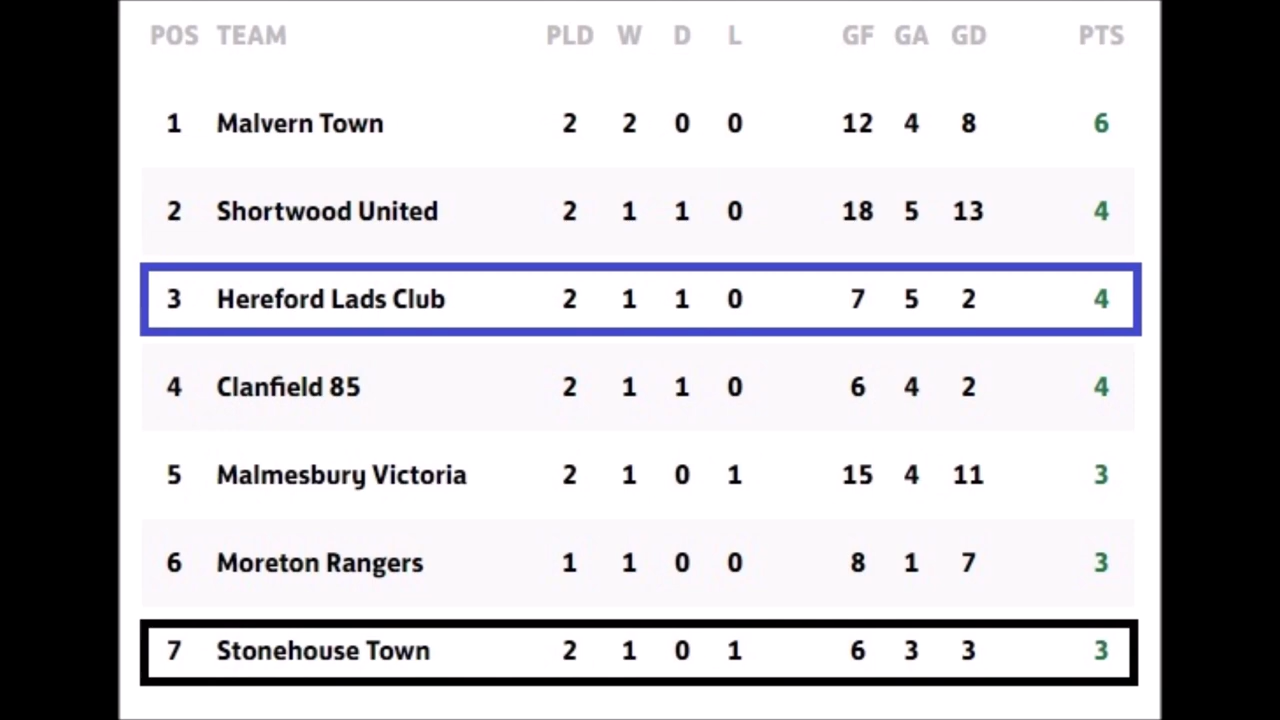 POS TEAM PLD W D L GF GA GD PTS
1 Malvern Town 2 2 0 0 12 4 8 6
2 Shortwood United 2 1 1 0 18 5 13 4
3 Hereford Lads Club 2 1 1 0 7 5 2 4
4 Clanfield 85 2 1 1 0 6 4 2 4
5 Malmesbury Victoria 2 1 0 1 15 4 11 3
6 Moreton Rangers 1 1 0 0 8 1 7 3
7 Stonehouse Town 2 1 0 1 6 3 3 3